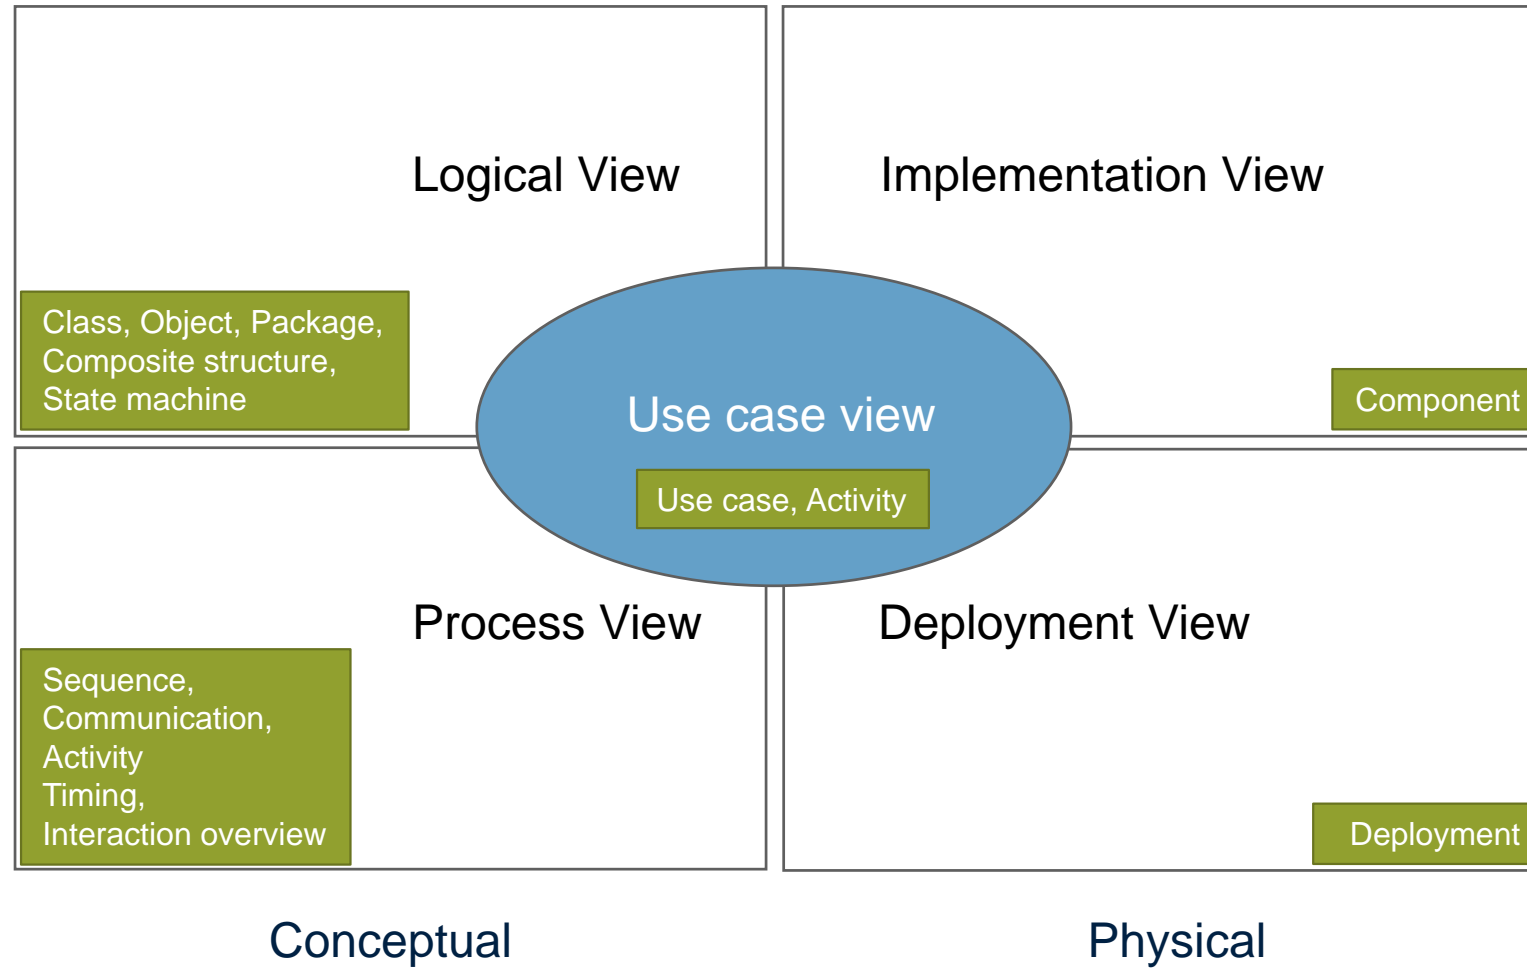 Logical View
Implementation View
Class, Object, Package,
Composite structure,
State machine
Component
Use case view
Use case, Activity
Process View
Deployment View
Sequence,
Communication,
Activity
Timing,
Interaction overview
Deployment
Conceptual
Physical